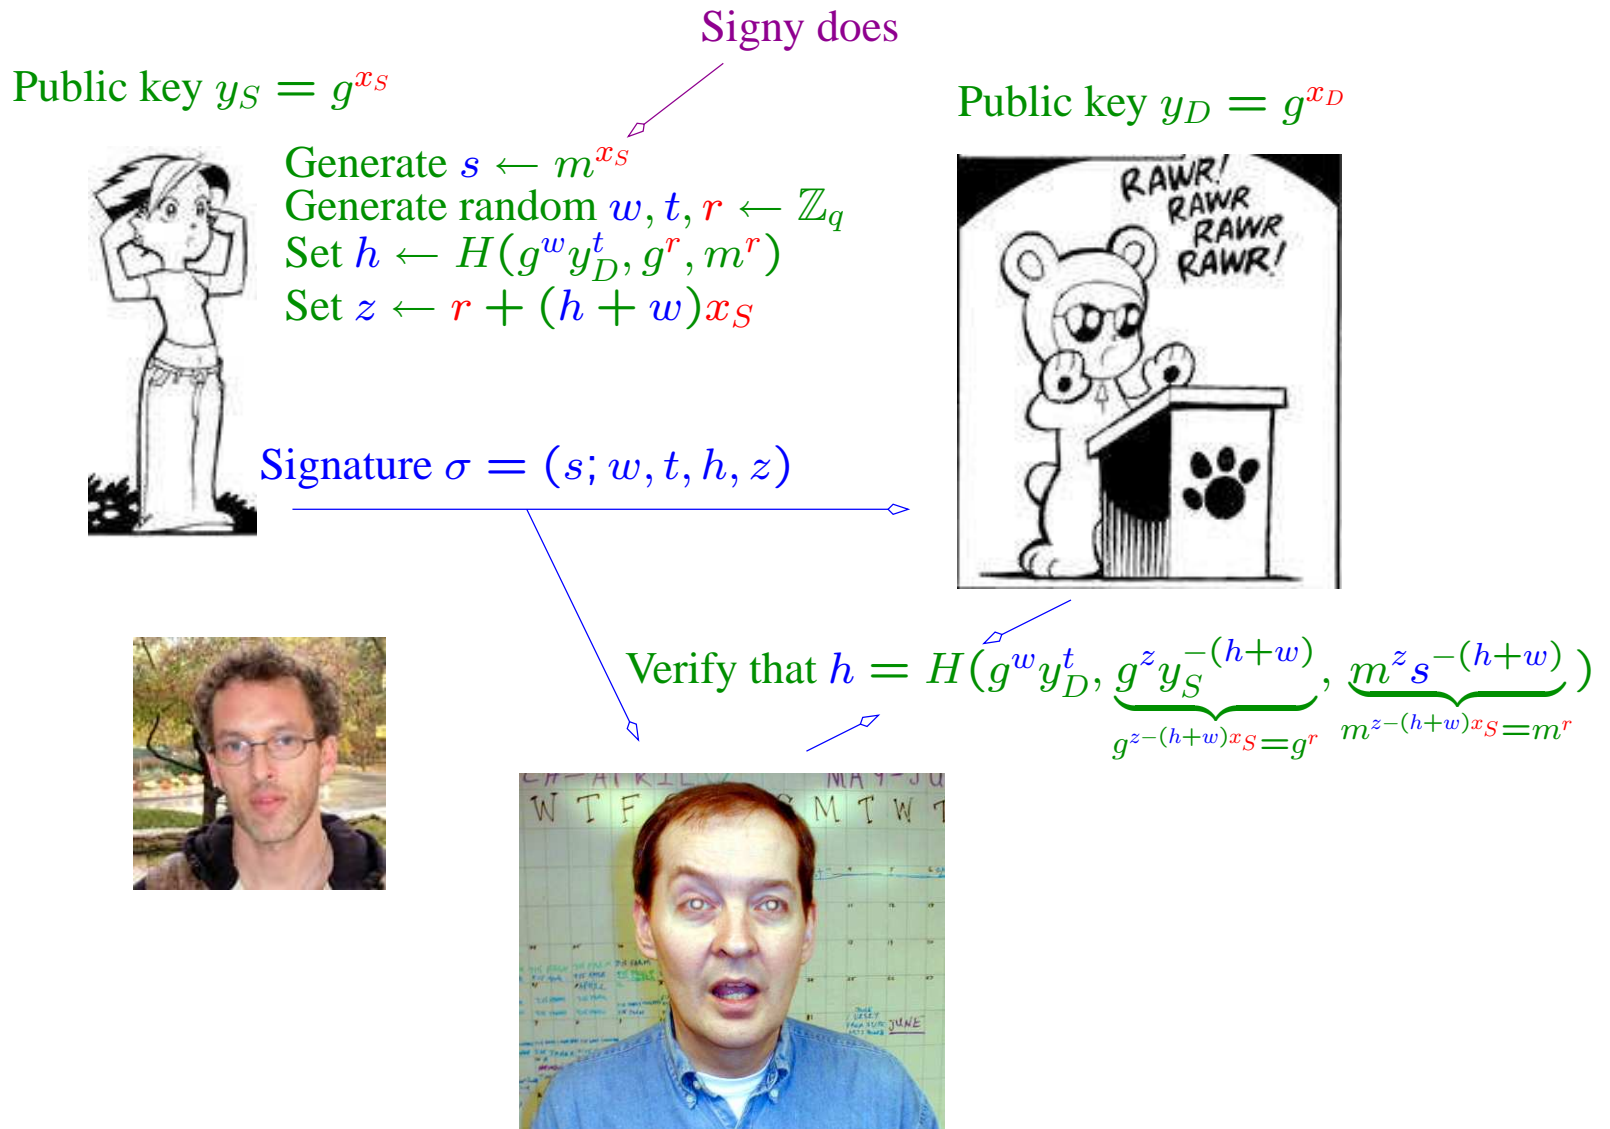 Signy does
Public key y_S = g^{x_S}
Public key y_D = g^{x_D}
Generate s ← m^{x_S}
Generate random w, t, r ← ℤ_q
Set h ← H(g^w y_D^t, g^r, m^r)
Set z ← r + (h + w)x_S
RAWR!
RAWR
RAWR
RAWR!
Signature σ = (s; w, t, h, z)
Verify that h = H(g^w y_D^t, g^z y_S^{-(h+w)}, m^z s^{-(h+w)})
g^{z-(h+w)x_S}=g^r
m^{z-(h+w)x_S}=m^r
W T F
M T W
JUNE